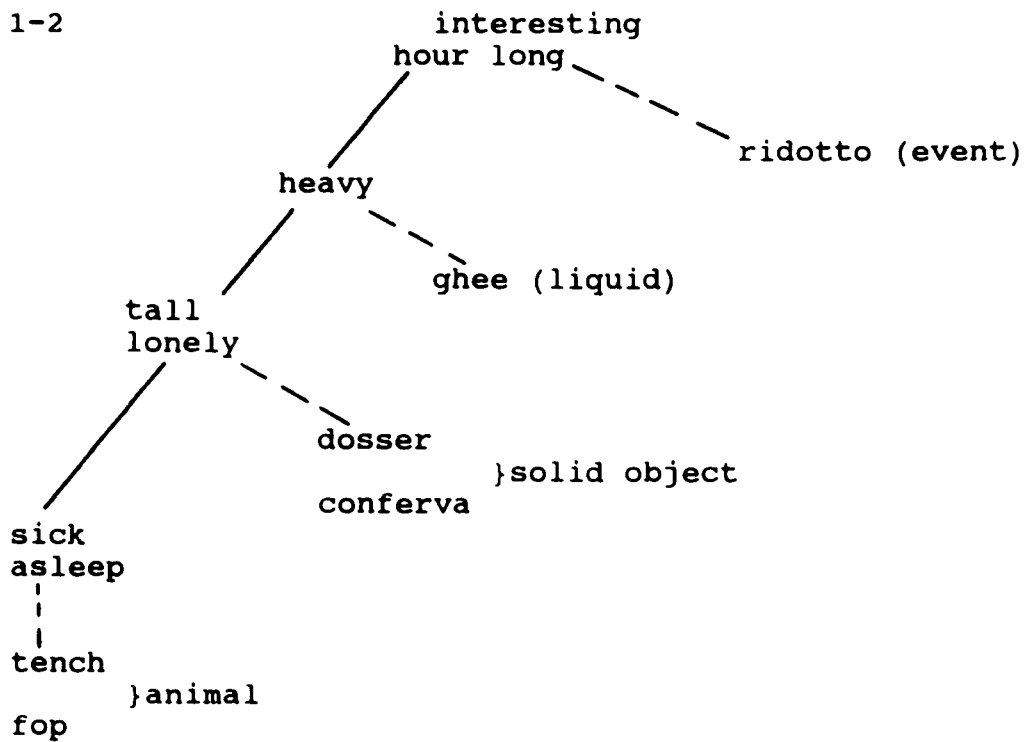 1-2
interesting
hour long
ridotto (event)
heavy
ghee (liquid)
tall
lonely
dosser
}solid object
conferva
sick
asleep
tench
}animal
fop